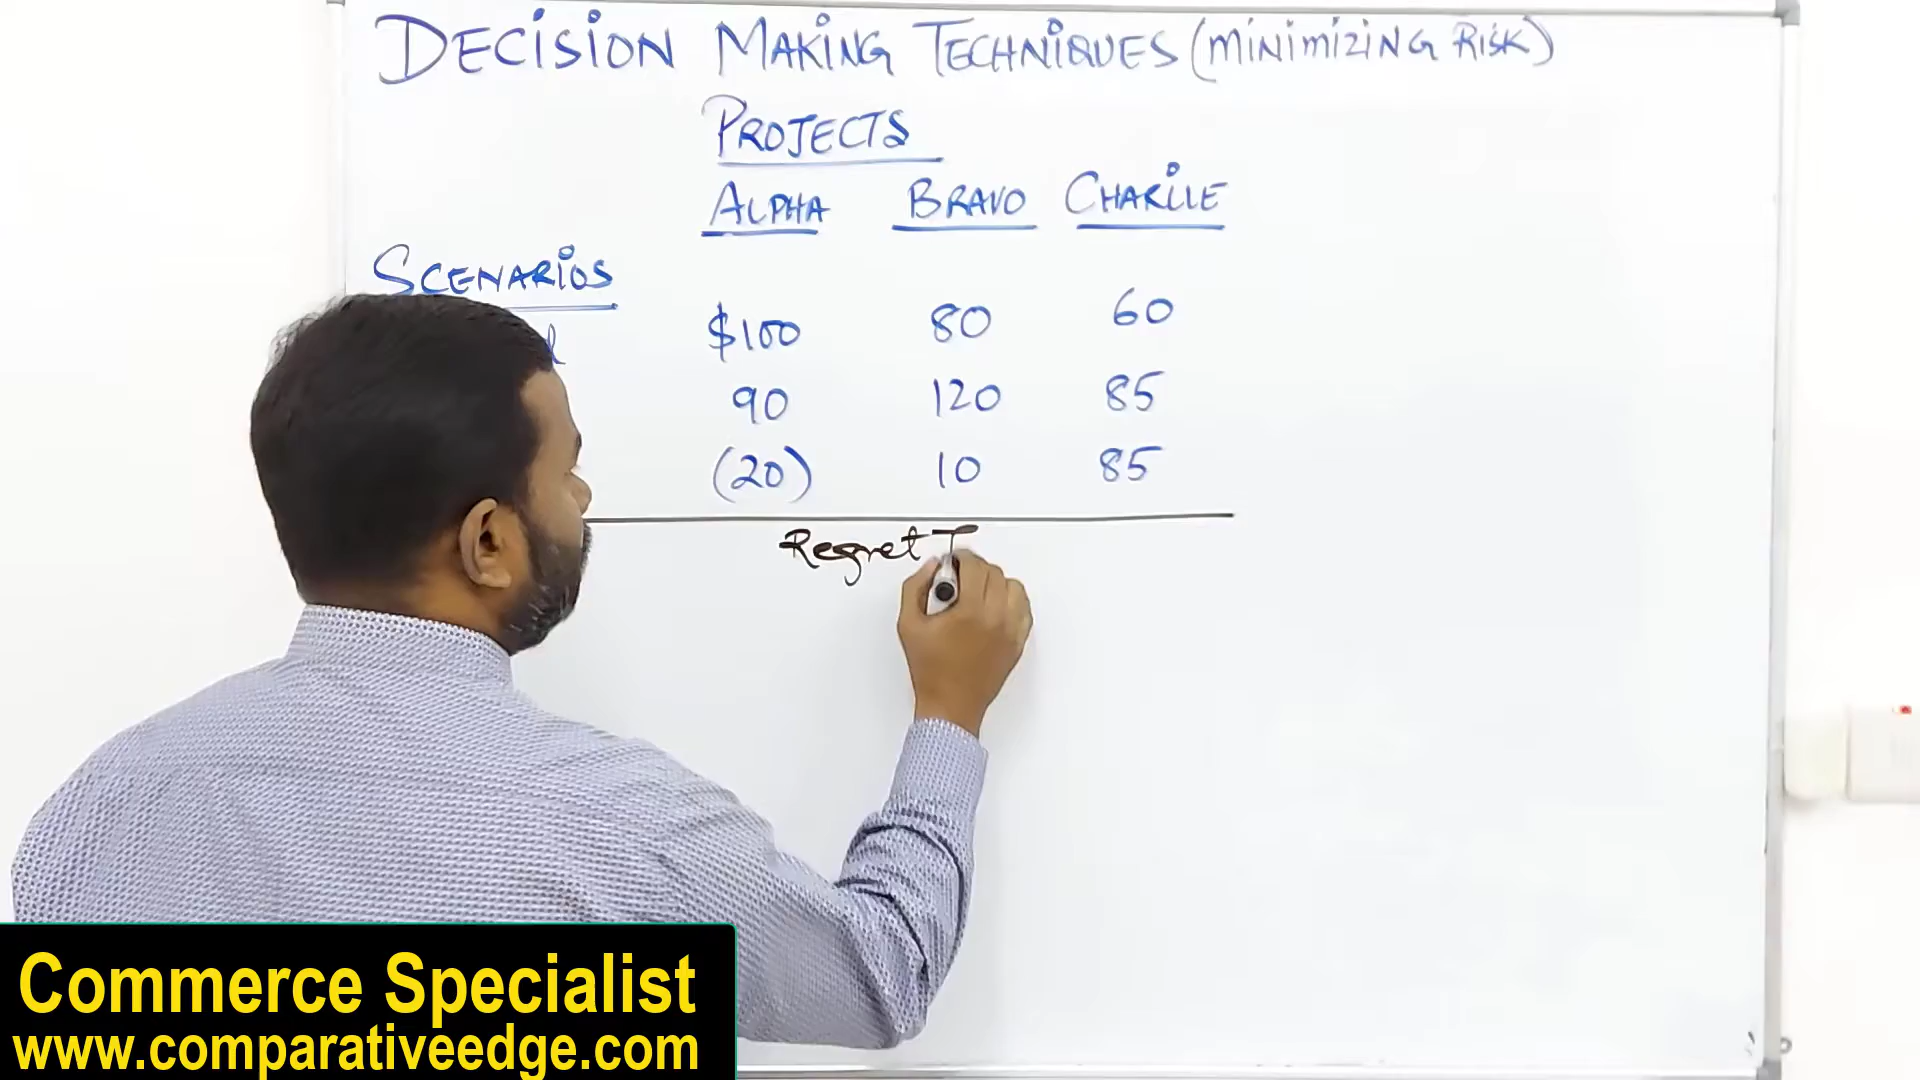 DECISION MAKING TECHNIQUES (MINIMIZING RISK)
PROJECTS
ALPHA BRAVO CHARLIE
SCENARIOS
$100 80 60
90 120 85
(20) 10 85
Regret T
Commerce Specialist
www.comparativeedge.com